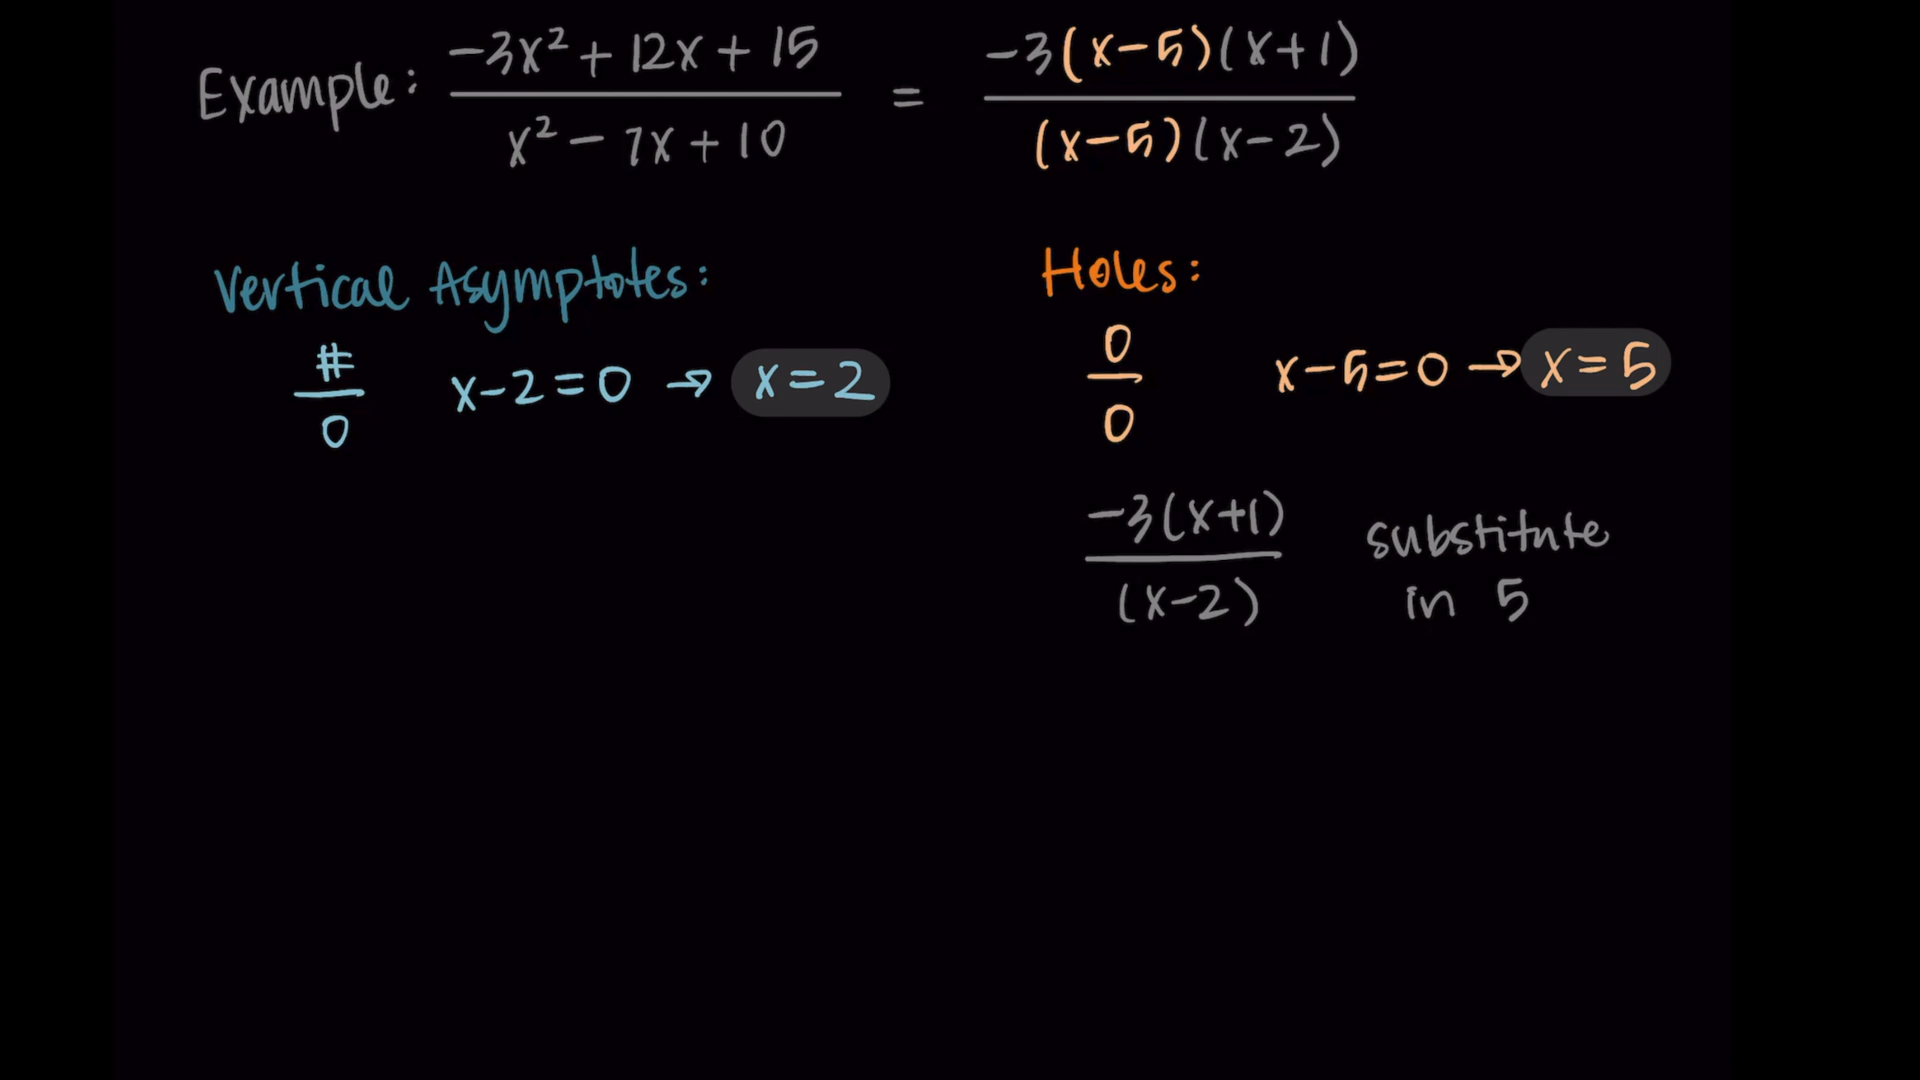 Example: (-3x² + 12x + 15)/(x² - 7x + 10) = (-3(x-5)(x+1))/((x-5)(x-2))
Vertical Asymptotes:
#/0 x-2=0 → x=2
Holes:
0/0 x-5=0 → x=5
(-3(x+1))/((x-2)) substitute
in 5